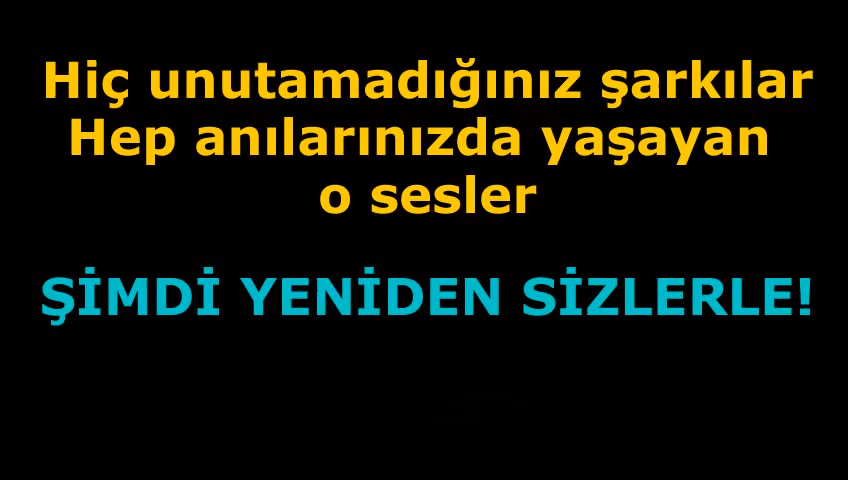 Hiç unutamadığınız şarkılar
Hep anılarınızda yaşayan
o sesler
ŞİMDİ YENİDEN SİZLERLE!